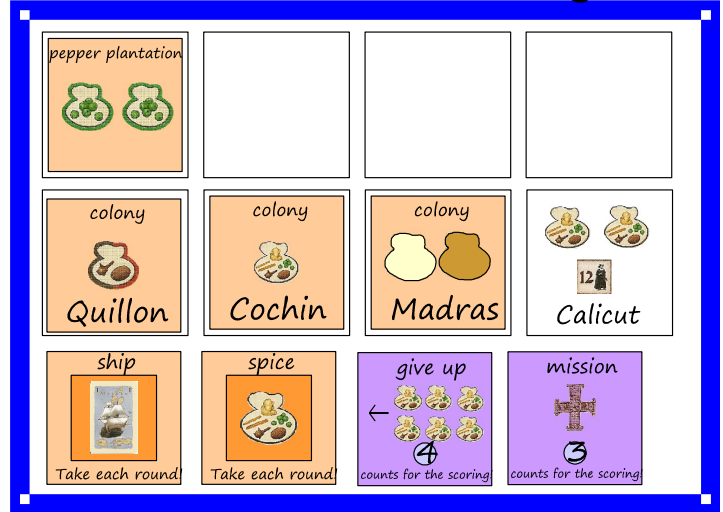 pepper plantation
colony
colony
colony
Quillon
Cochin
Madras
12
Calicut
ship
spice
give up
mission
4
3
Take each round!
Take each round!
counts for the scoring!
counts for the scoring!